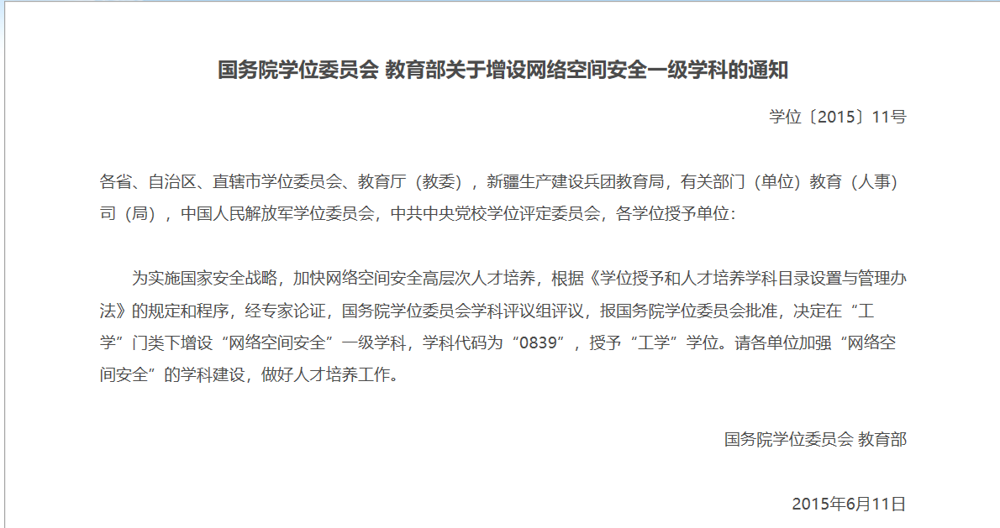 国务院学位委员会 教育部关于增设网络空间安全一级学科的通知
学位〔2015〕11号
各省、自治区、直辖市学位委员会、教育厅（教委），新疆生产建设兵团教育局，有关部门（单位）教育（人事）
司（局），中国人民解放军学位委员会，中共中央党校学位评定委员会，各学位授予单位：
为实施国家安全战略，加快网络空间安全高层次人才培养，根据《学位授予和人才培养学科目录设置与管理办
法》的规定和程序，经专家论证，国务院学位委员会学科评议组评议，报国务院学位委员会批准，决定在“工
学”门类下增设“网络空间安全”一级学科，学科代码为“0839”，授予“工学”学位。请各单位加强“网络空
间安全”的学科建设，做好人才培养工作。
国务院学位委员会 教育部
2015年6月11日